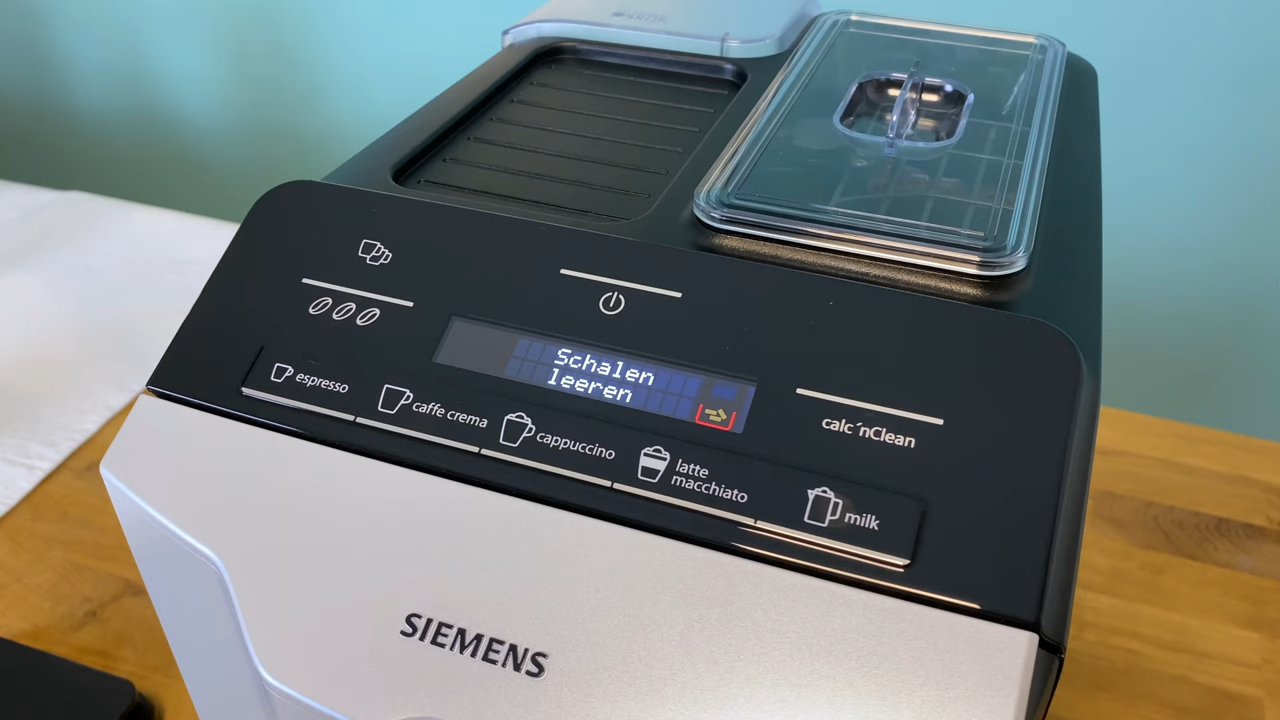 Schalen
leeren
espresso
caffe crema
cappuccino
latte
macchiato
milk
calc´nClean
SIEMENS